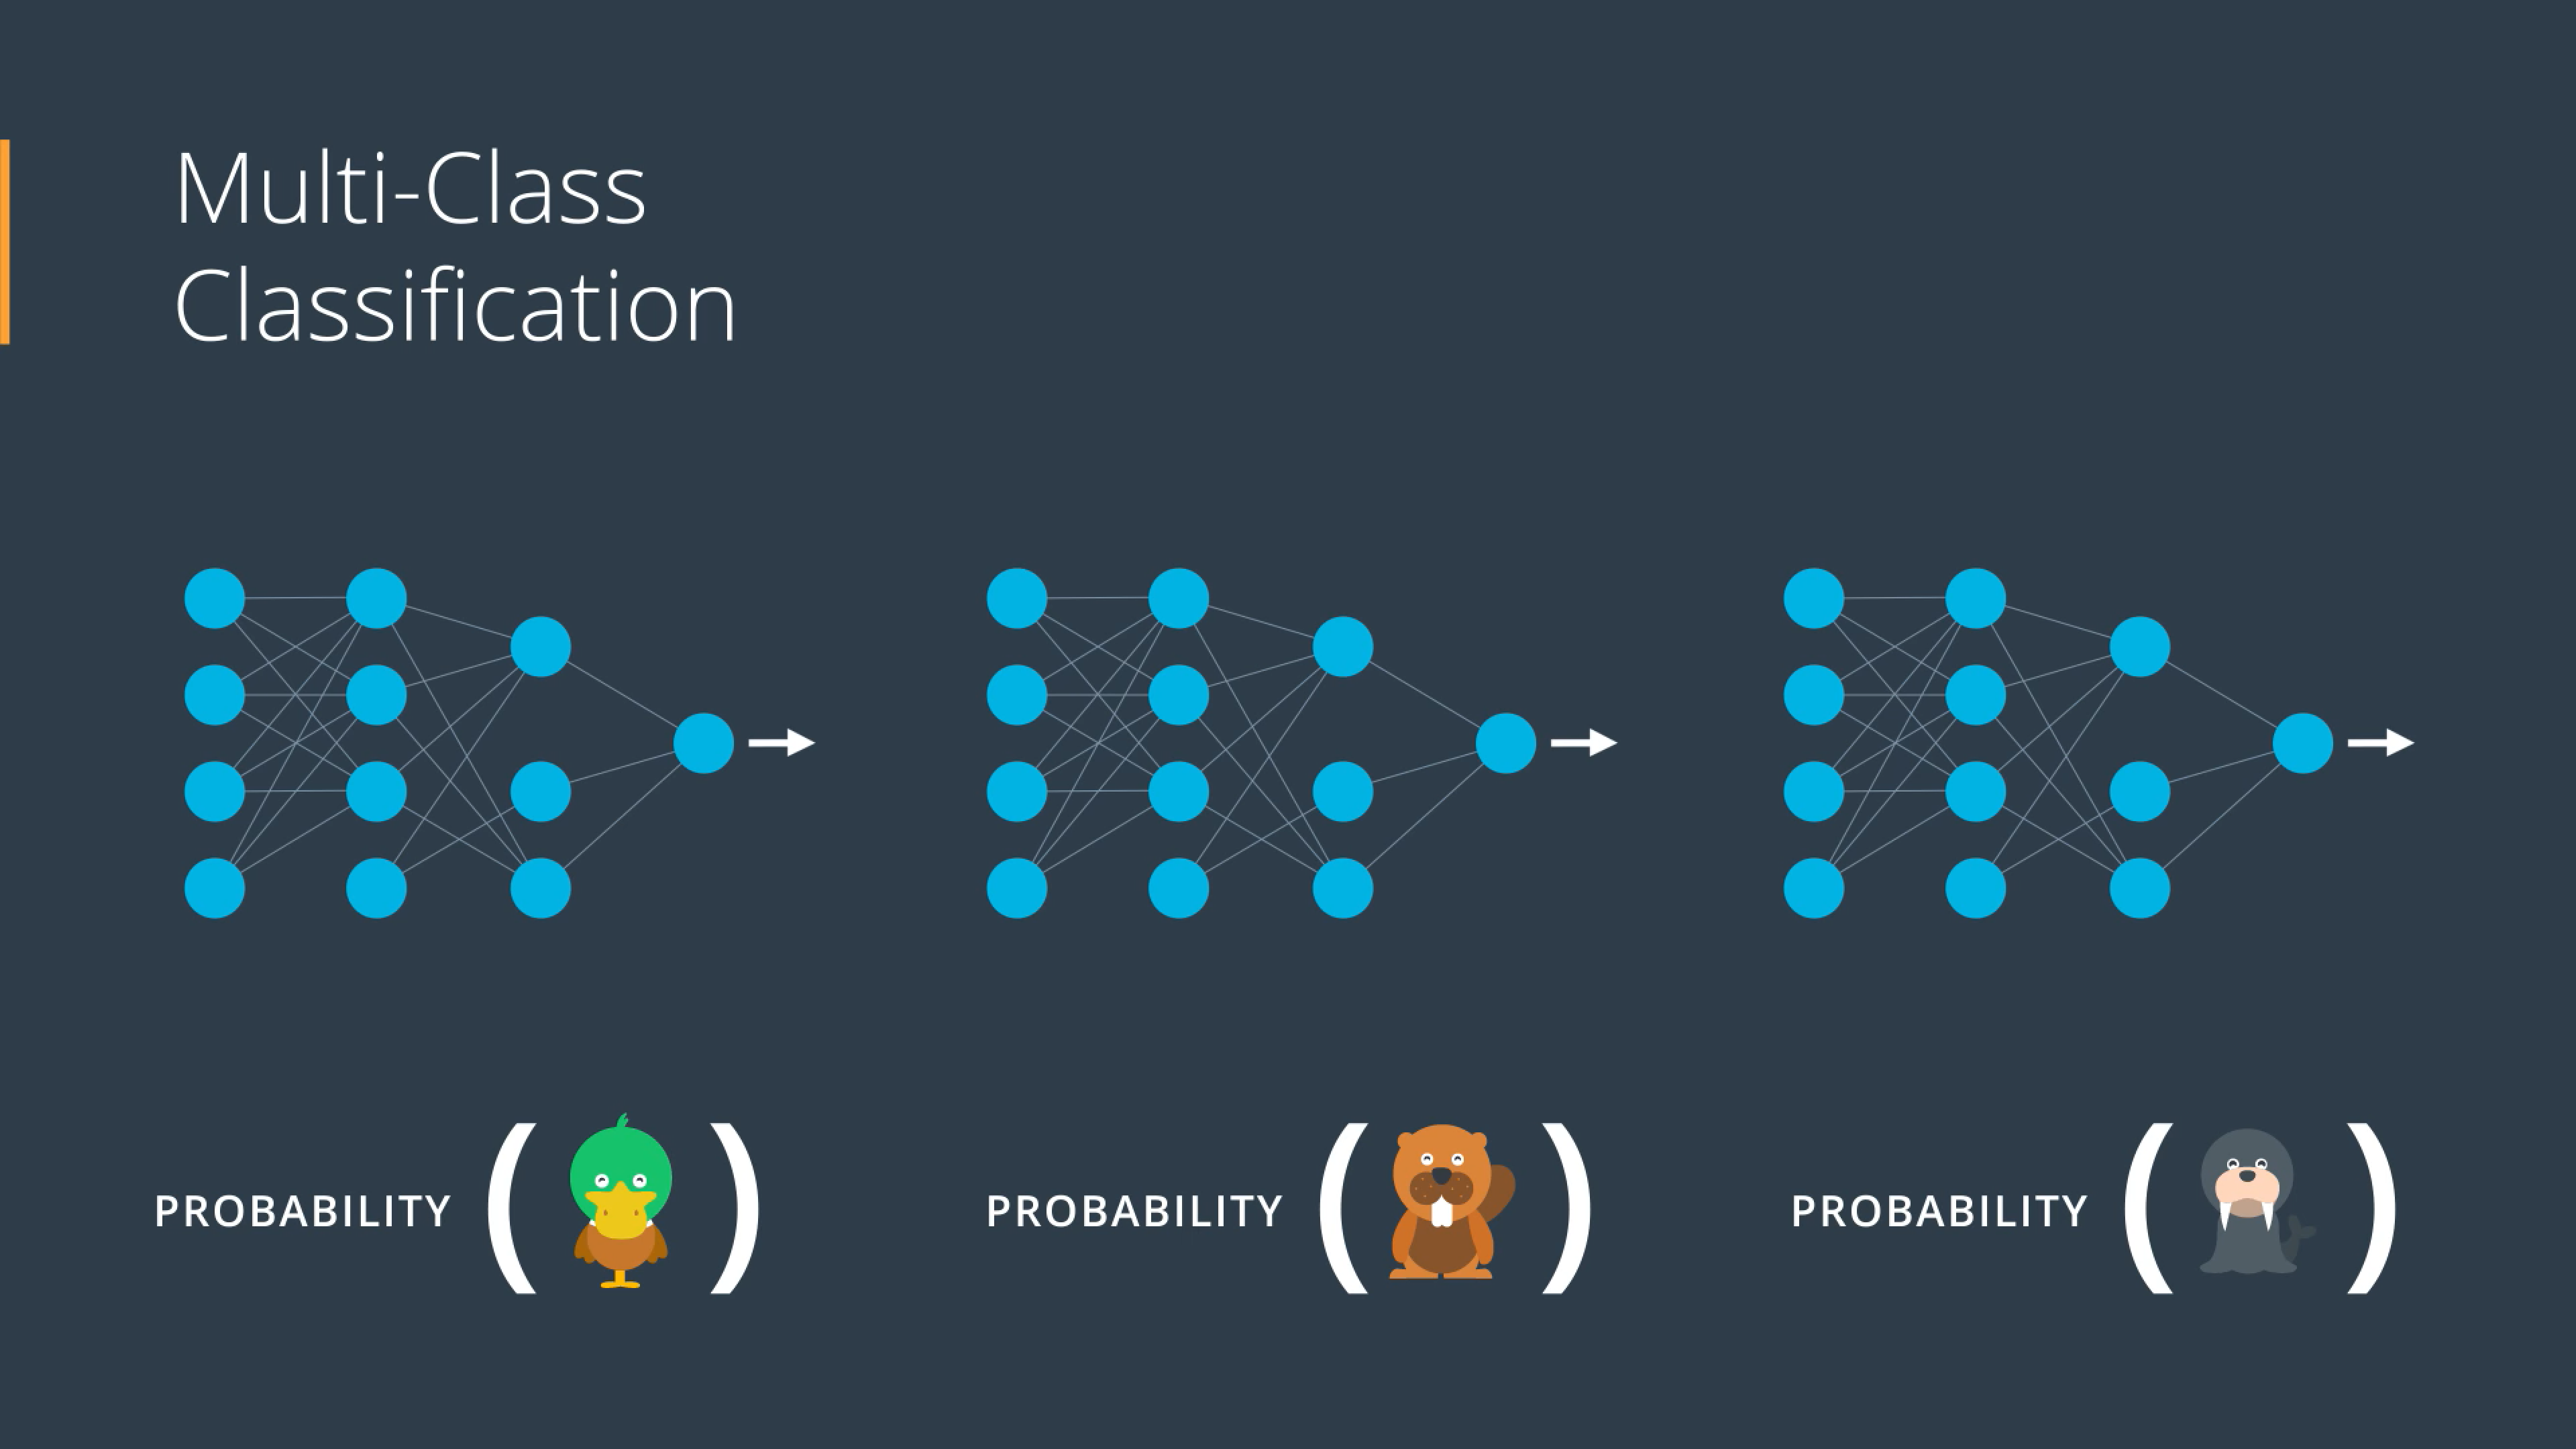 Multi-Class
Classification
PROBABILITY ( ) PROBABILITY ( ) PROBABILITY ( )